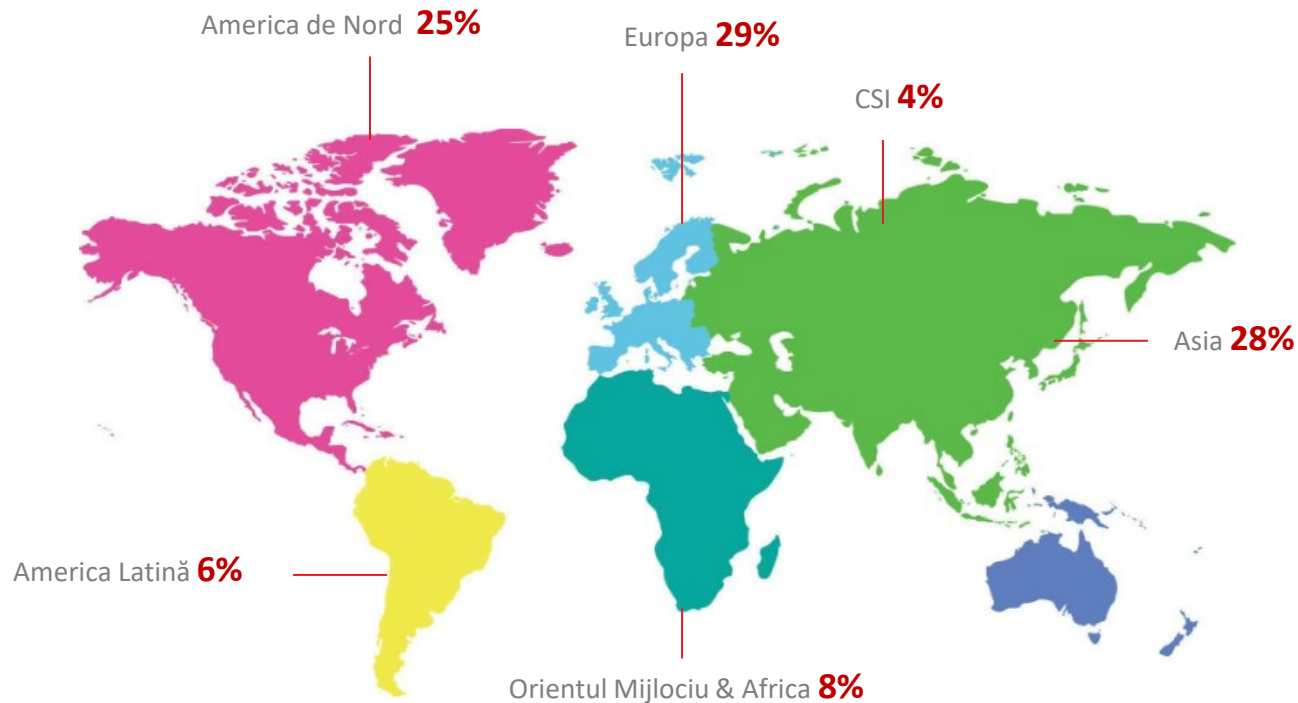 America de Nord 25%
Europa 29%
CSI 4%
Asia 28%
America Latină 6%
Orientul Mijlociu & Africa 8%